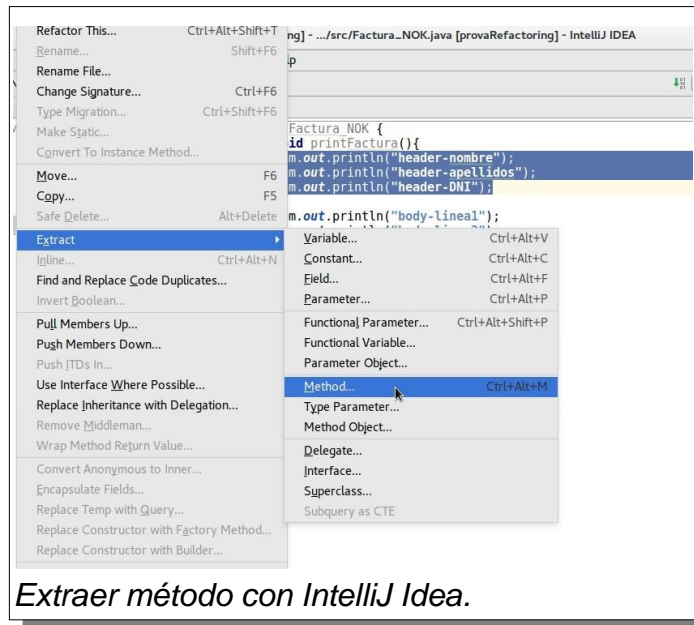 Refactor This... Ctrl+Alt+Shift+T
Rename... Shift+F6
Rename File...
Change Signature... Ctrl+F6
Type Migration... Ctrl+Shift+F6
Make Static...
Convert To Instance Method...
Move... F6
Copy... F5
Safe Delete... Alt+Delete
Extract
Inline... Ctrl+Alt+N
Find and Replace Code Duplicates...
Invert Boolean...
Pull Members Up...
Push Members Down...
Push ITDs In...
Use Interface Where Possible...
Replace Inheritance with Delegation...
Remove Middleman...
Wrap Method Return Value...
Convert Anonymous to Inner...
Encapsulate Fields...
Replace Temp with Query...
Replace Constructor with Factory Method...
Replace Constructor with Builder...
ng] - .../src/Factura_NOK.java [provaRefactoring] - IntelliJ IDEA
lp
Factura_NOK {
id printFactura(){
m.out.println("header-nombre");
m.out.println("header-apellidos");
m.out.println("header-DNI");
m.out.println("body-linea1");
Variable... Ctrl+Alt+V
Constant... Ctrl+Alt+C
Field... Ctrl+Alt+F
Parameter... Ctrl+Alt+P
Functional Parameter... Ctrl+Alt+Shift+P
Functional Variable...
Parameter Object...
Method... Ctrl+Alt+M
Type Parameter...
Method Object...
Delegate...
Interface...
Superclass...
Subquery as CTE
Extraer método con IntelliJ Idea.